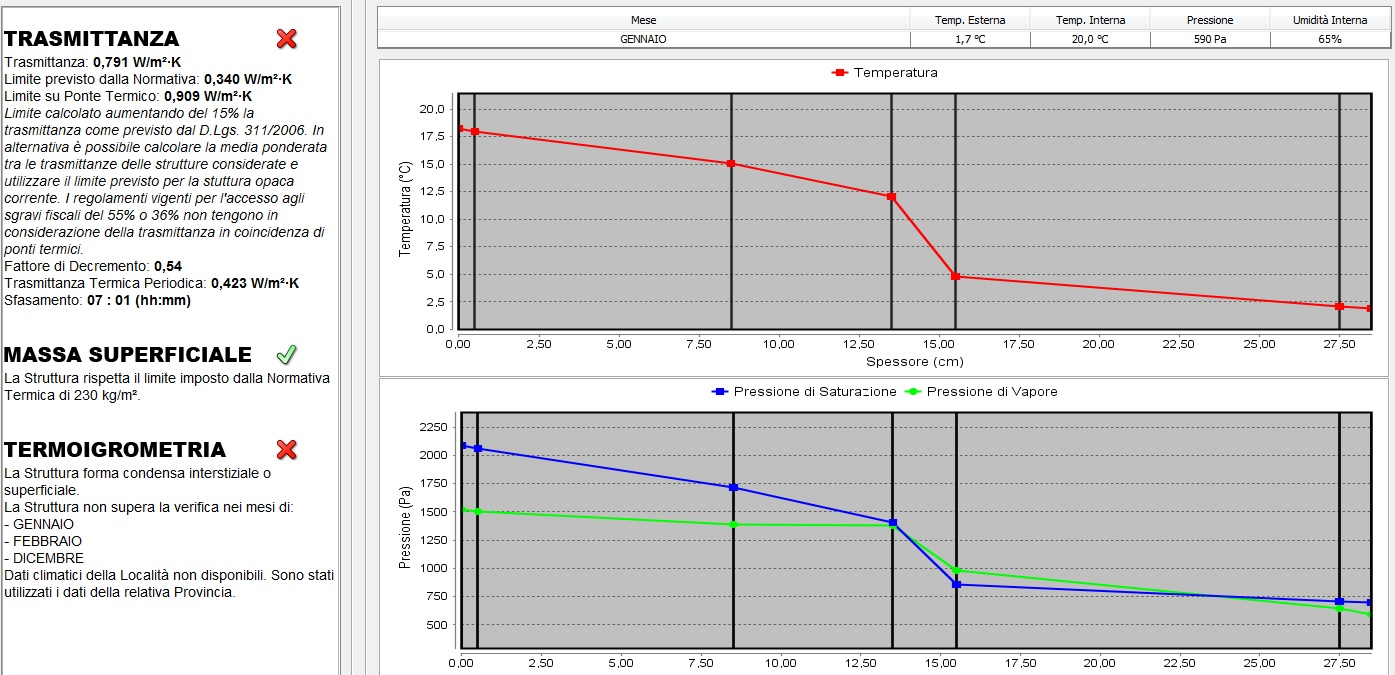 TRASMITTANZA
Trasmittanza: 0,791 W/m²·K
Limite previsto dalla Normativa: 0,340 W/m²·K
Limite su Ponte Termico: 0,909 W/m²·K
Limite calcolato aumentando del 15% la
trasmittanza come previsto dal D.Lgs. 311/2006. In
alternativa è possibile calcolare la media ponderata
tra le trasmittanze delle strutture considerate e
utilizzare il limite previsto per la stuttura opaca
corrente. I regolamenti vigenti per l'accesso agli
sgravi fiscali del 55% o 36% non tengono in
considerazione della trasmittanza in coincidenza di
ponti termici.
Fattore di Decremento: 0,54
Trasmittanza Termica Periodica: 0,423 W/m²·K
Sfasamento: 07 : 01 (hh:mm)
MASSA SUPERFICIALE
La Struttura rispetta il limite imposto dalla Normativa
Termica di 230 kg/m².
TERMOIGROMETRIA
La Struttura forma condensa interstiziale o
superficiale.
La Struttura non supera la verifica nei mesi di:
- GENNAIO
- FEBBRAIO
- DICEMBRE
Dati climatici della Località non disponibili. Sono stati
utilizzati i dati della relativa Provincia.
Mese Temp. Esterna Temp. Interna Pressione Umidità Interna
GENNAIO 1,7 °C 20,0 °C 590 Pa 65%
Temperatura
Temperatura (°C)
20,0
17,5
15,0
12,5
10,0
7,5
5,0
2,5
0,0
0,00 2,50 5,00 7,50 10,00 12,50 15,00 17,50 20,00 22,50 25,00 27,50
Spessore (cm)
Pressione di Saturazione Pressione di Vapore
Pressione (Pa)
2250
2000
1750
1500
1250
1000
750
500
0,00 2,50 5,00 7,50 10,00 12,50 15,00 17,50 20,00 22,50 25,00 27,50